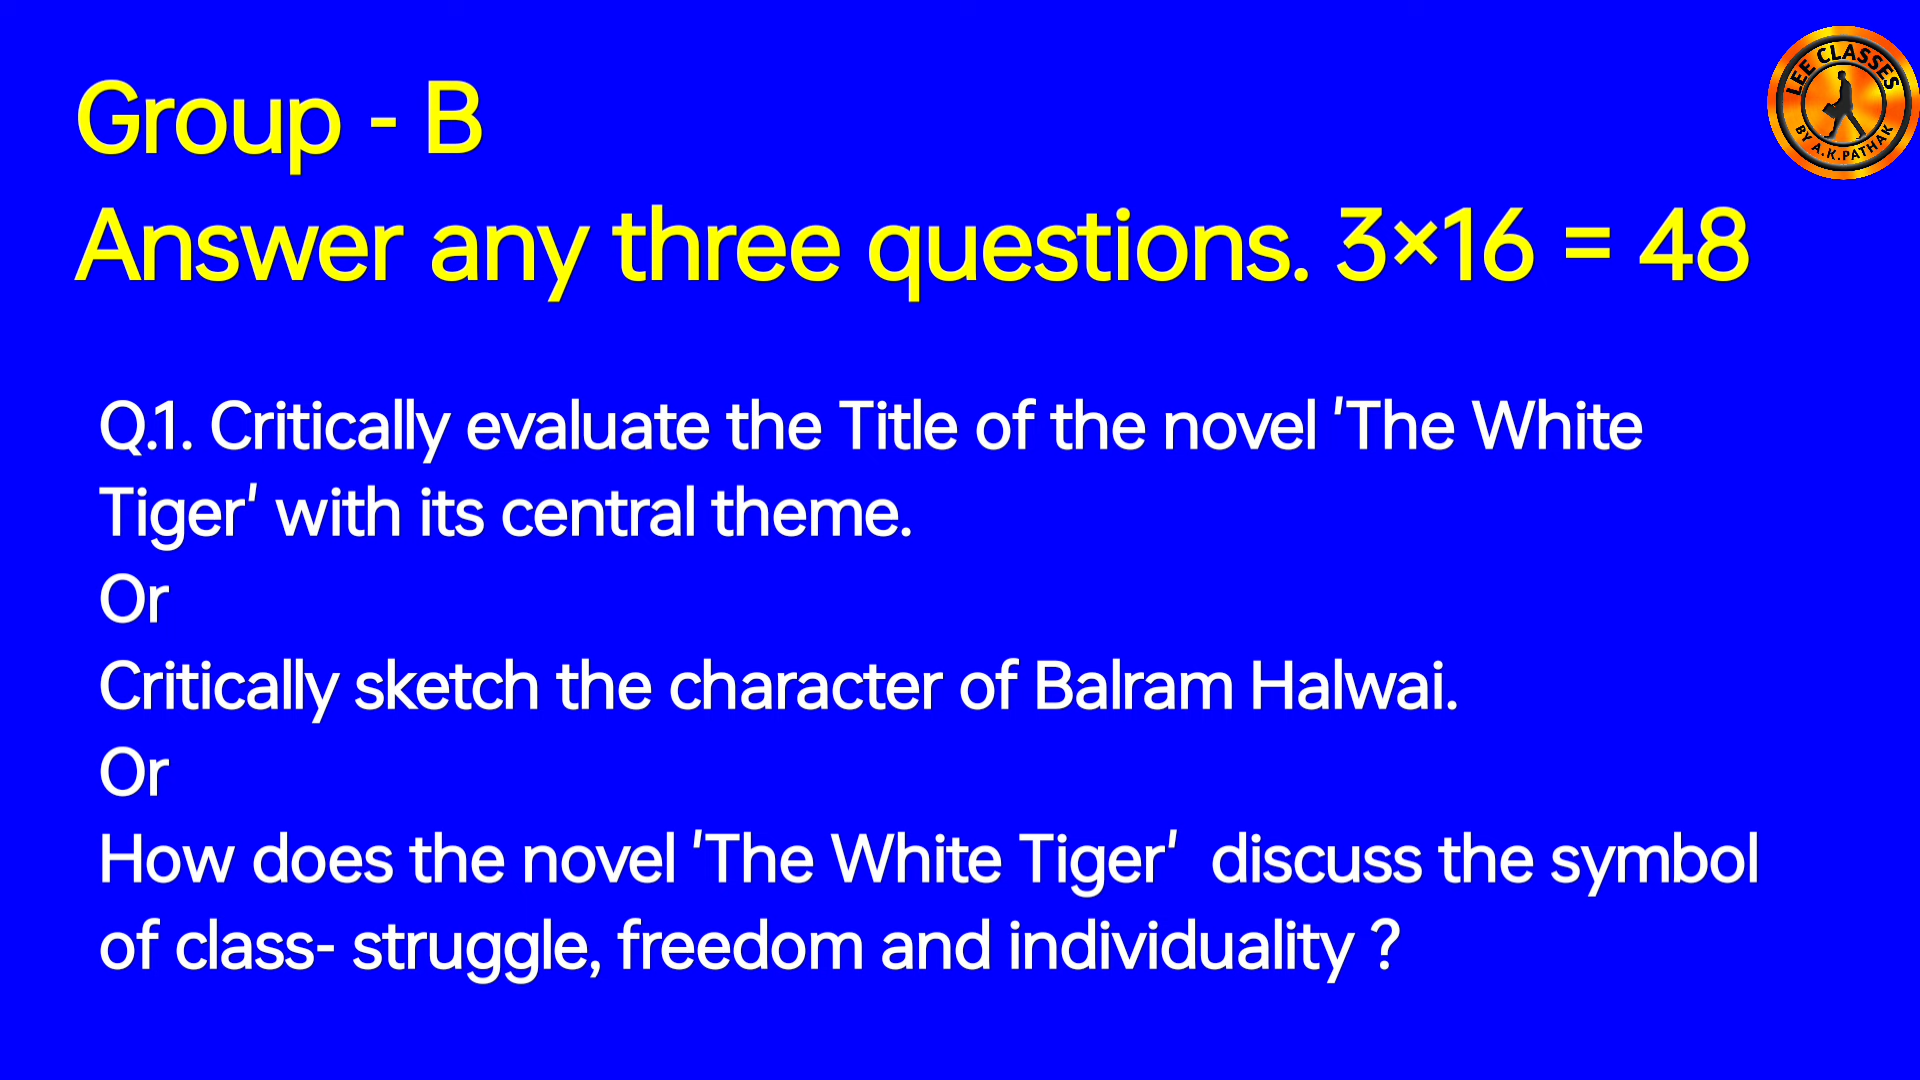 Group - B
Answer any three questions. 3×16 = 48
Q.1. Critically evaluate the Title of the novel 'The White
Tiger' with its central theme.
Or
Critically sketch the character of Balram Halwai.
Or
How does the novel 'The White Tiger'  discuss the symbol
of class- struggle, freedom and individuality ?
LEE CLASSES
BY A.K.PATHAK